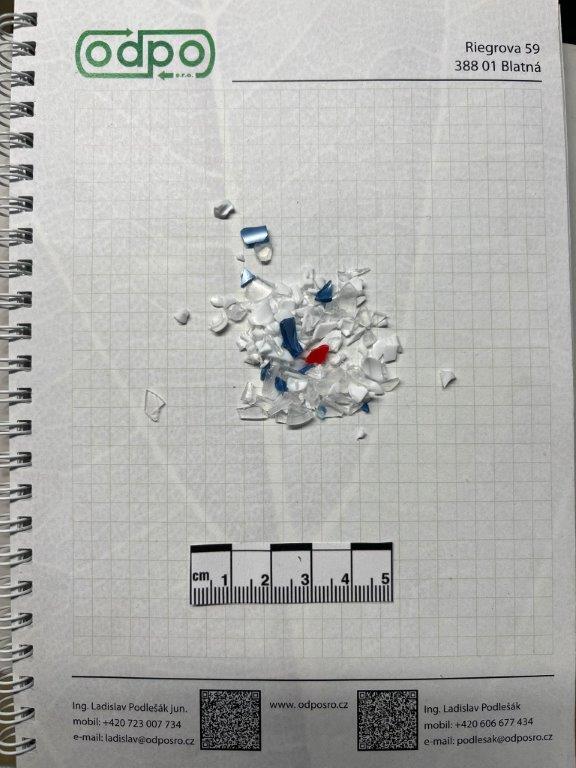 odpo
s.r.o.
Riegrova 59
388 01 Blatná
cm 1 2 3 4 5
Ing. Ladislav Podlešák jun.
mobil: +420 723 007 734
e-mail: ladislav@odposro.cz
www. odposro.cz
Ing. Ladislav Podlešák
mobil: +420 606 677 434
e-mail: podlesak@odposro.cz